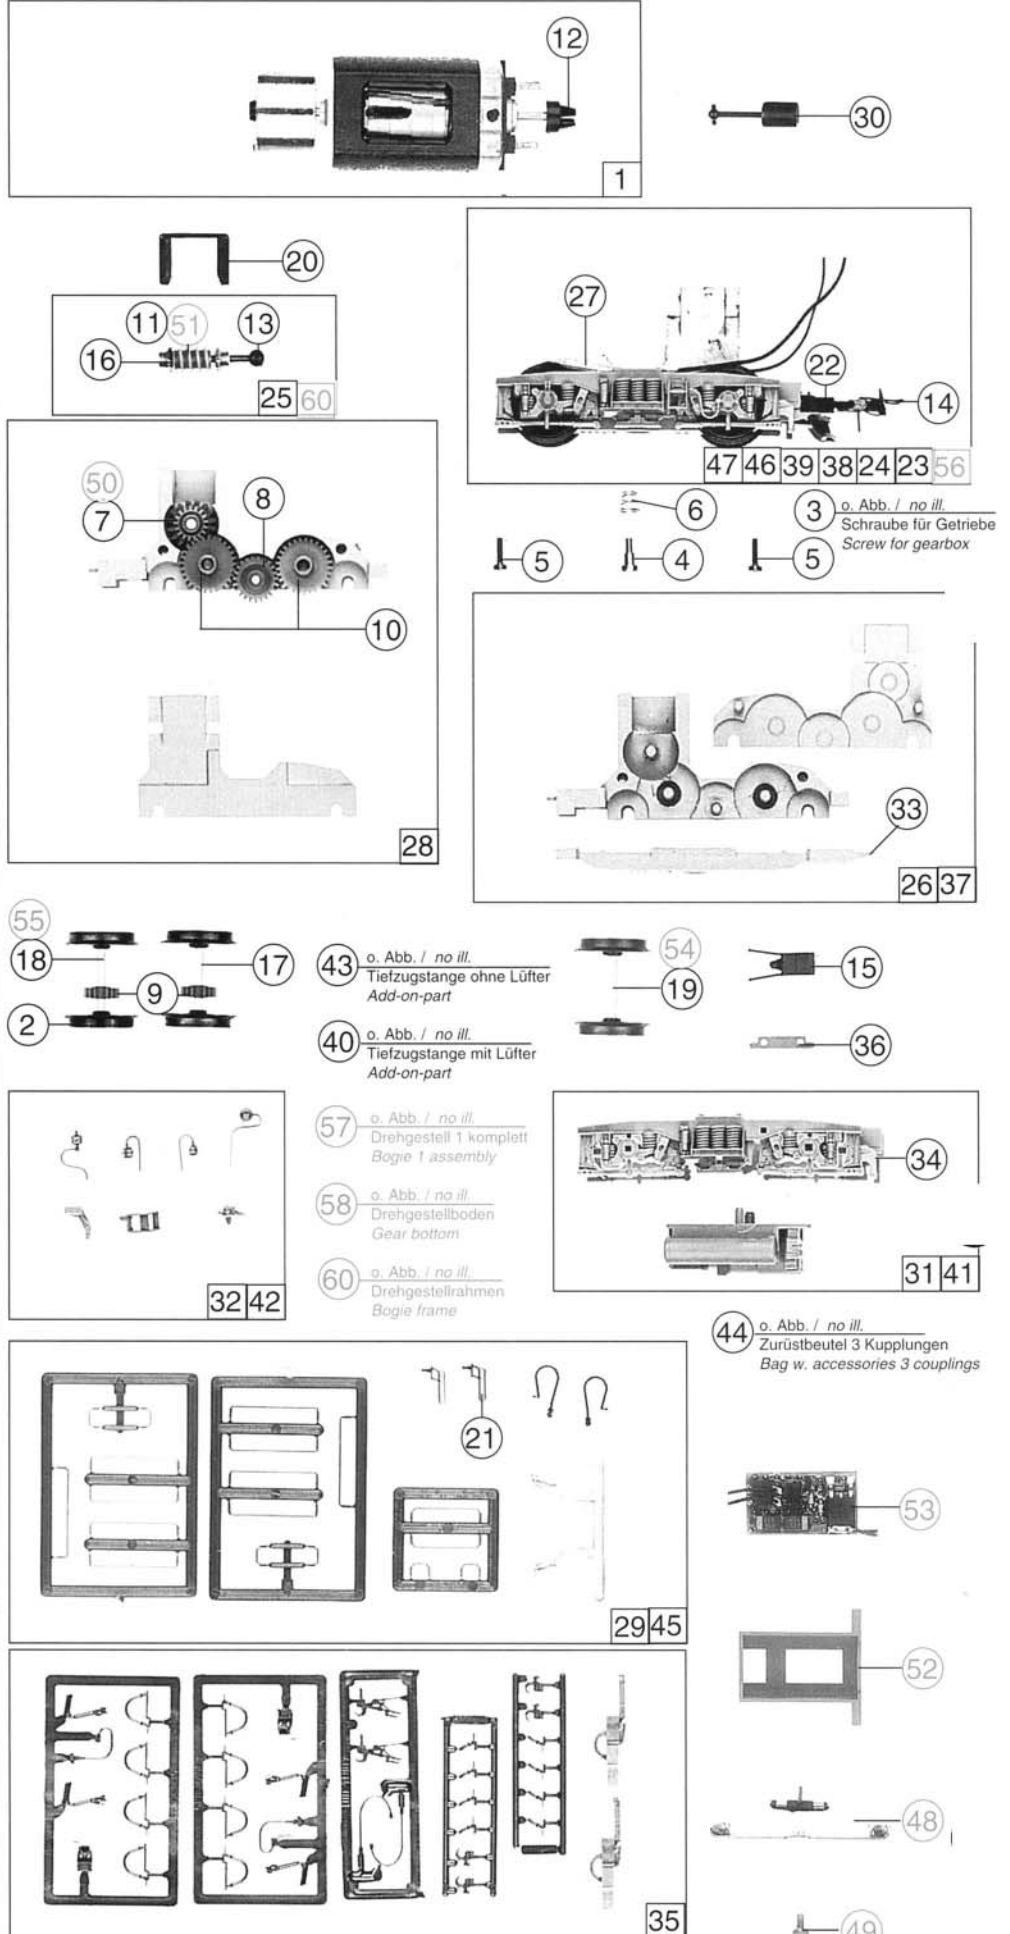 12
30
1
20
27
11 51 13
16
22
14
25 60
47 46 39 38 24 23 56
50
7
8
6
3 o. Abb. / no ill.
Schraube für Getriebe
Screw for gearbox
5
4
5
10
33
28
26 37
55
18
17
43 o. Abb. / no ill.
Tiefzugstange ohne Lüfter
Add-on-part
54
19
15
9
2
40 o. Abb. / no ill.
Tiefzugstange mit Lüfter
Add-on-part
36
57 o. Abb. / no ill.
Drehgestell 1 komplett
Bogie 1 assembly
34
58 o. Abb. / no ill.
Drehgestellboden
Gear bottom
60 o. Abb. / no ill.
Drehgestellrahmen
Bogie frame
32 42
31 41
44 o. Abb. / no ill.
Zurüstbeutel 3 Kupplungen
Bag w. accessories 3 couplings
21
53
29 45
52
48
35
49